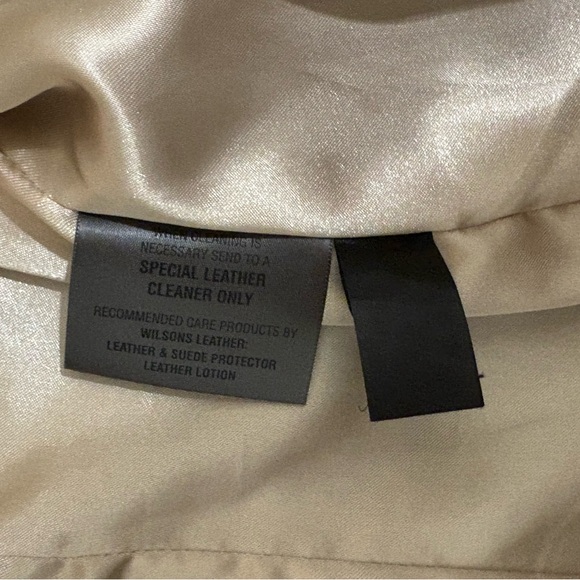 WHEN CLEANING IS
NECESSARY SEND TO A
SPECIAL LEATHER
CLEANER ONLY
RECOMMENDED CARE PRODUCTS BY
WILSONS LEATHER:
LEATHER & SUEDE PROTECTOR
LEATHER LOTION